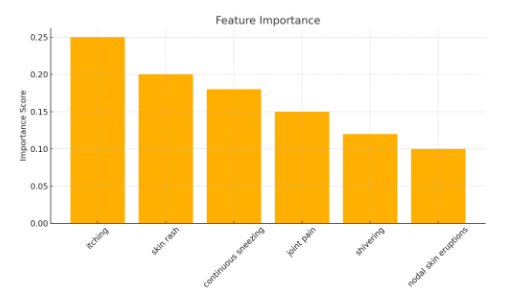 Feature Importance
Importance Score
0.25
0.20
0.15
0.10
0.05
0.00
itching
skin rash
continuous sneezing
joint pain
shivering
nodal skin eruptions